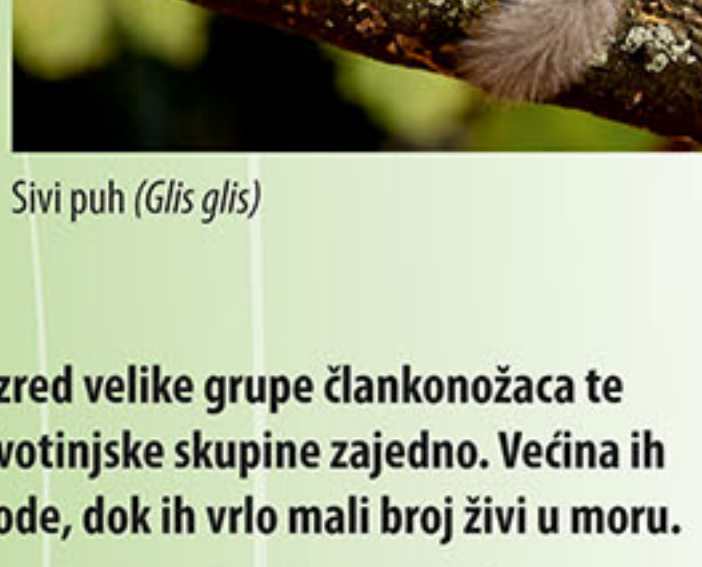 Sivi puh (Glis glis)
zred velike grupe člankonožaca te
votinjske skupine zajedno. Većina ih
ode, dok ih vrlo mali broj živi u moru.